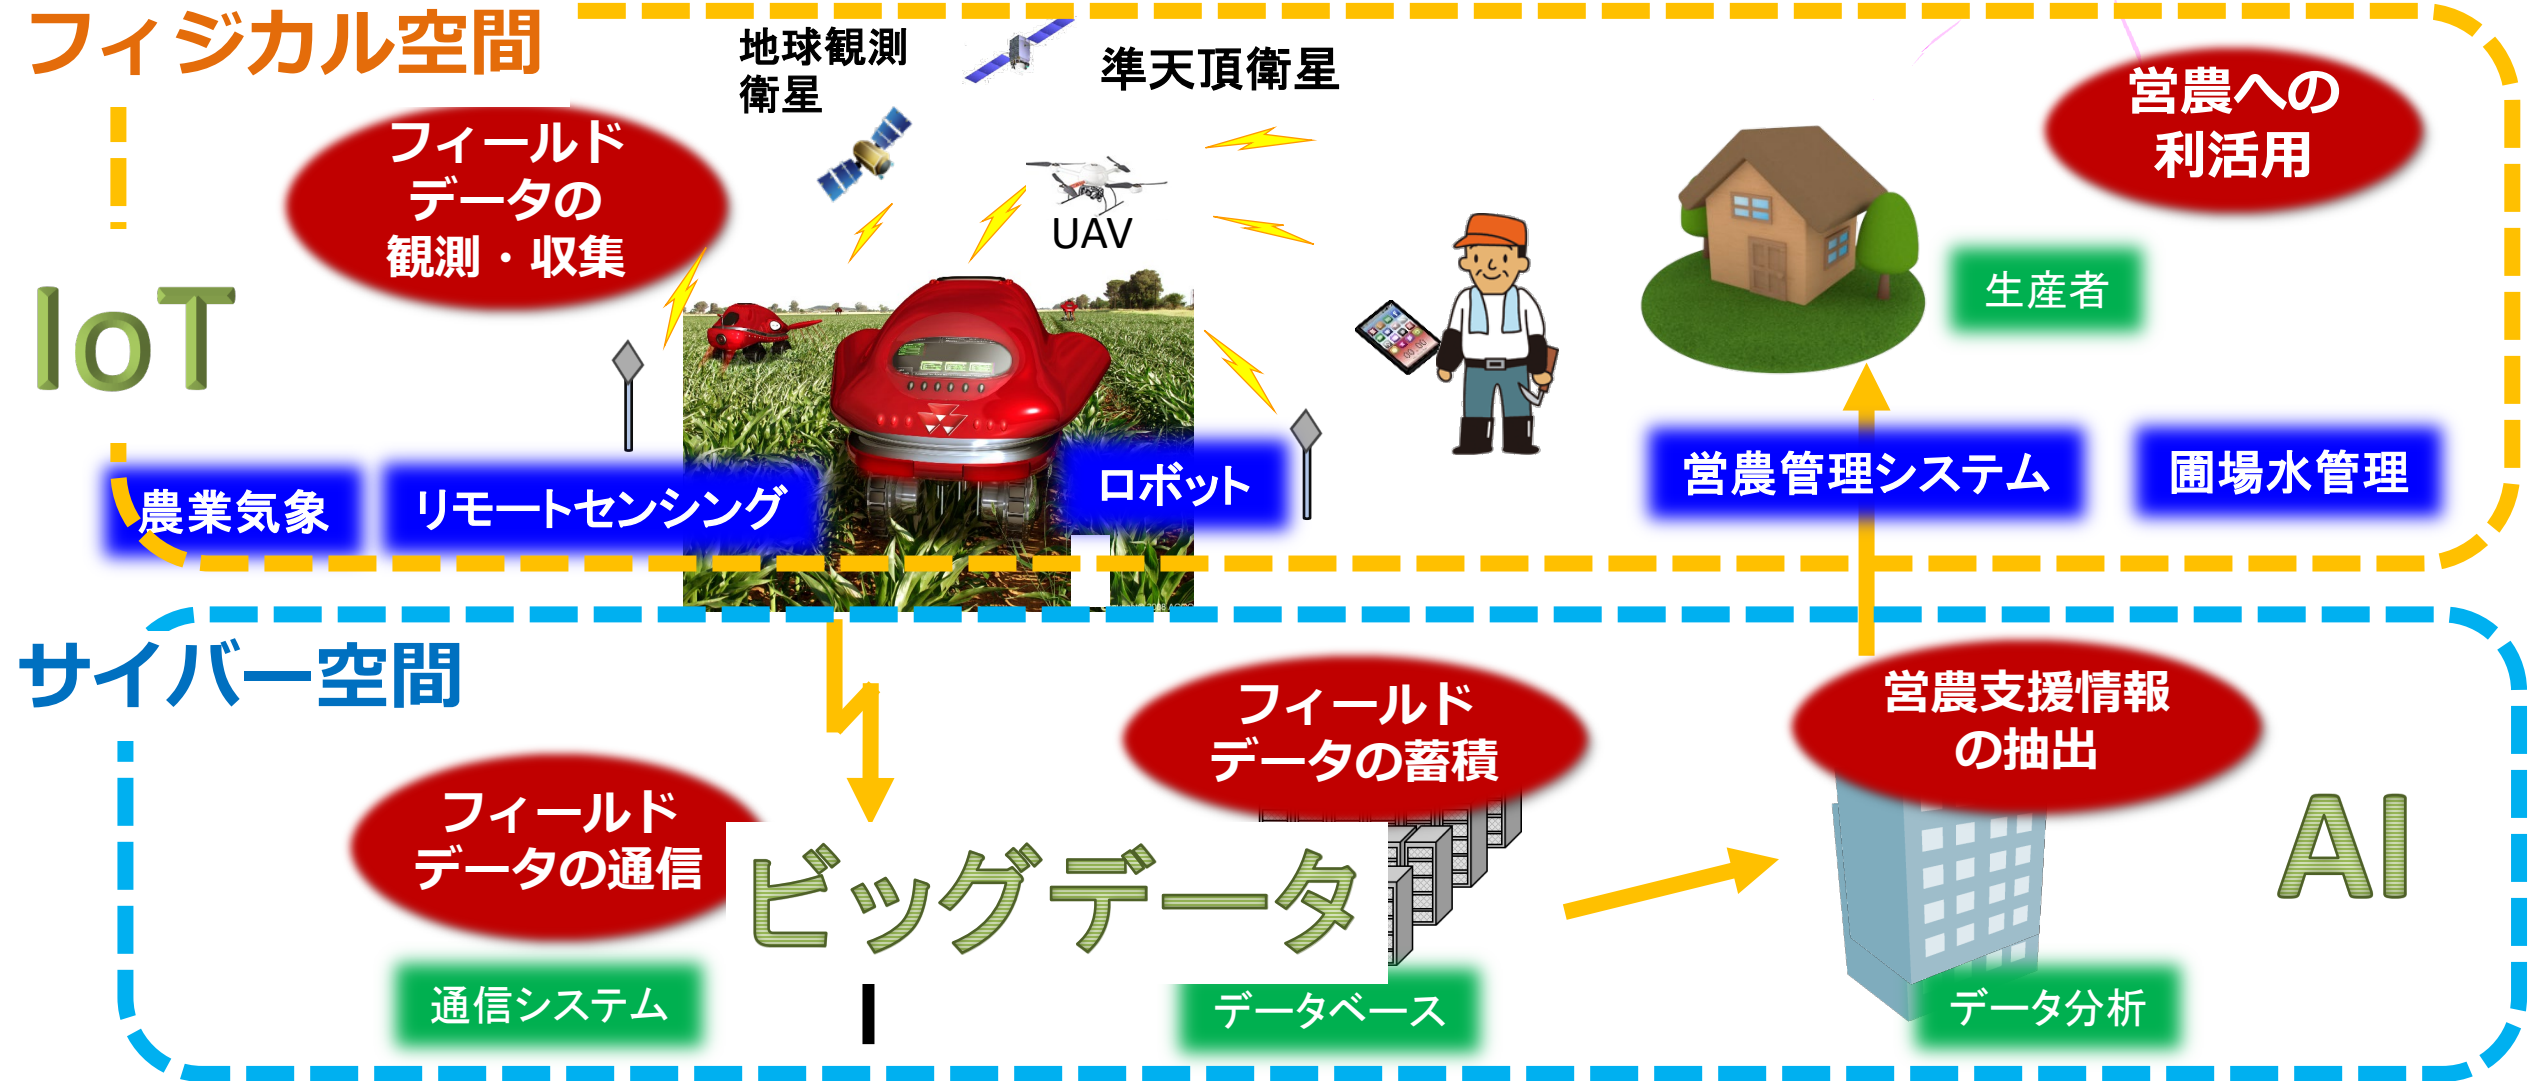 フィジカル空間
地球観測
衛星
準天頂衛星
営農への
利活用
フィールド
データの
観測・収集
UAV
IoT
生産者
農業気象
リモートセンシング
ロボット
営農管理システム
圃場水管理
サイバー空間
フィールド
データの通信
フィールド
データの蓄積
営農支援情報
の抽出
ビッグデータ
AI
通信システム
データベース
データ分析